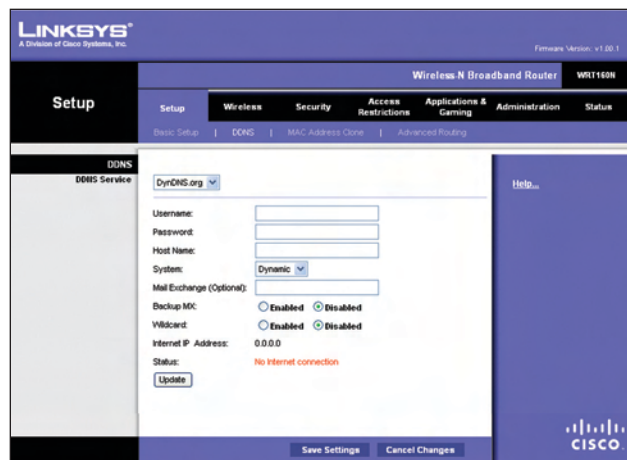 LINKSYS®
A Division of Cisco Systems, Inc.
Firmware Version: v1.00.1
Wireless-N Broadband Router WRT160N
Setup
Setup Wireless Security Access Restrictions Applications & Gaming Administration Status
Basic Setup | DDNS | MAC Address Clone | Advanced Routing
DDNS
DDNS Service
DynDNS.org
Help...
Username:
Password:
Host Name:
System: Dynamic
Mail Exchange (Optional):
Backup MX: Enabled Disabled
Wildcard: Enabled Disabled
Internet IP Address: 0.0.0.0
Status: No Internet connection
Update
Save Settings Cancel Changes
CISCO.